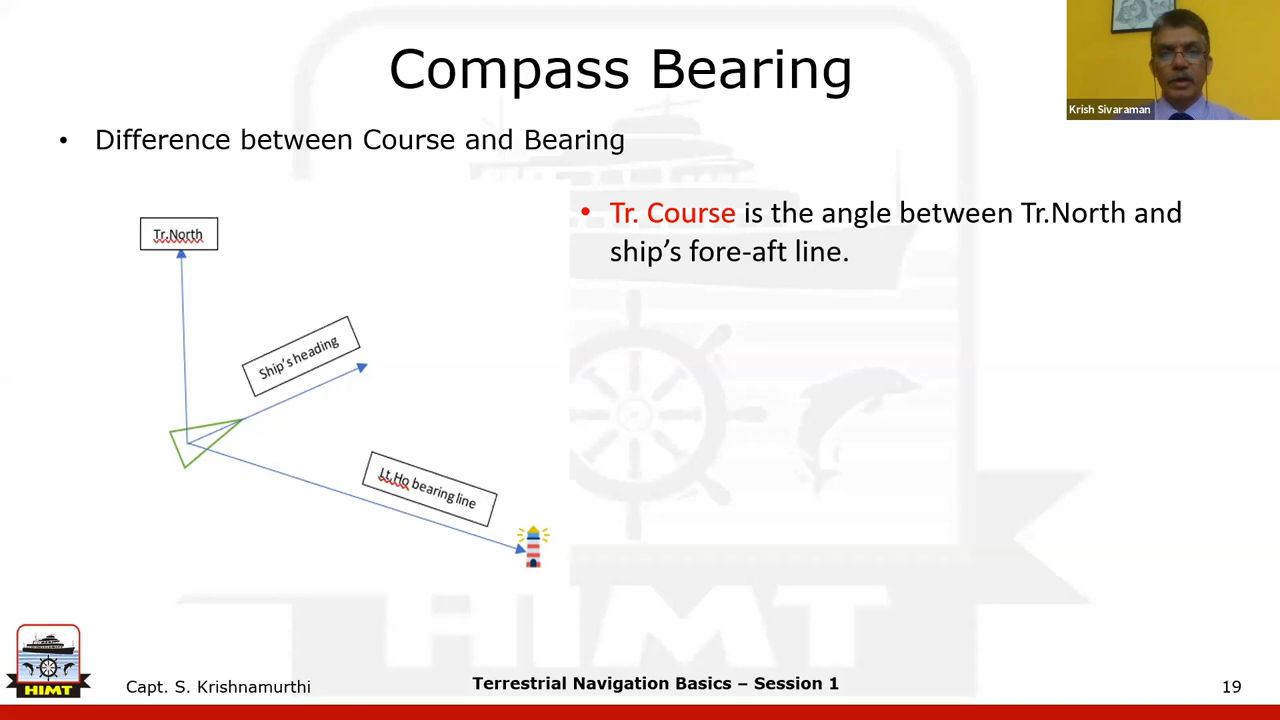 Compass Bearing
Krish Sivaraman
• Difference between Course and Bearing
• Tr. Course is the angle between Tr.North and
ship's fore-aft line.
Tr.North
Ship's heading
Lt.Ho bearing line
HIMT
HIMT
Capt. S. Krishnamurthi
Terrestrial Navigation Basics – Session 1
19